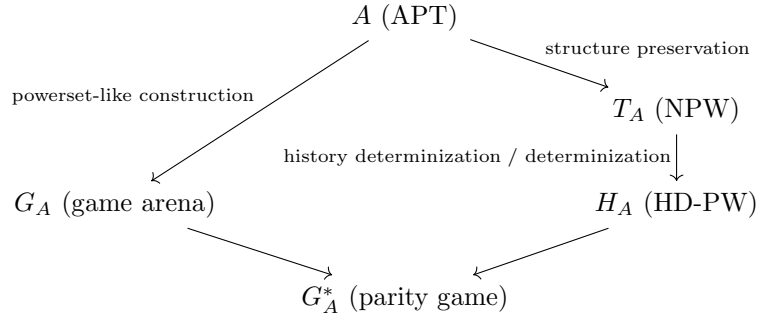 A (APT)
structure preservation
powerset-like construction
T_A (NPW)
history determinization / determinization
G_A (game arena)
H_A (HD-PW)
G_A^* (parity game)